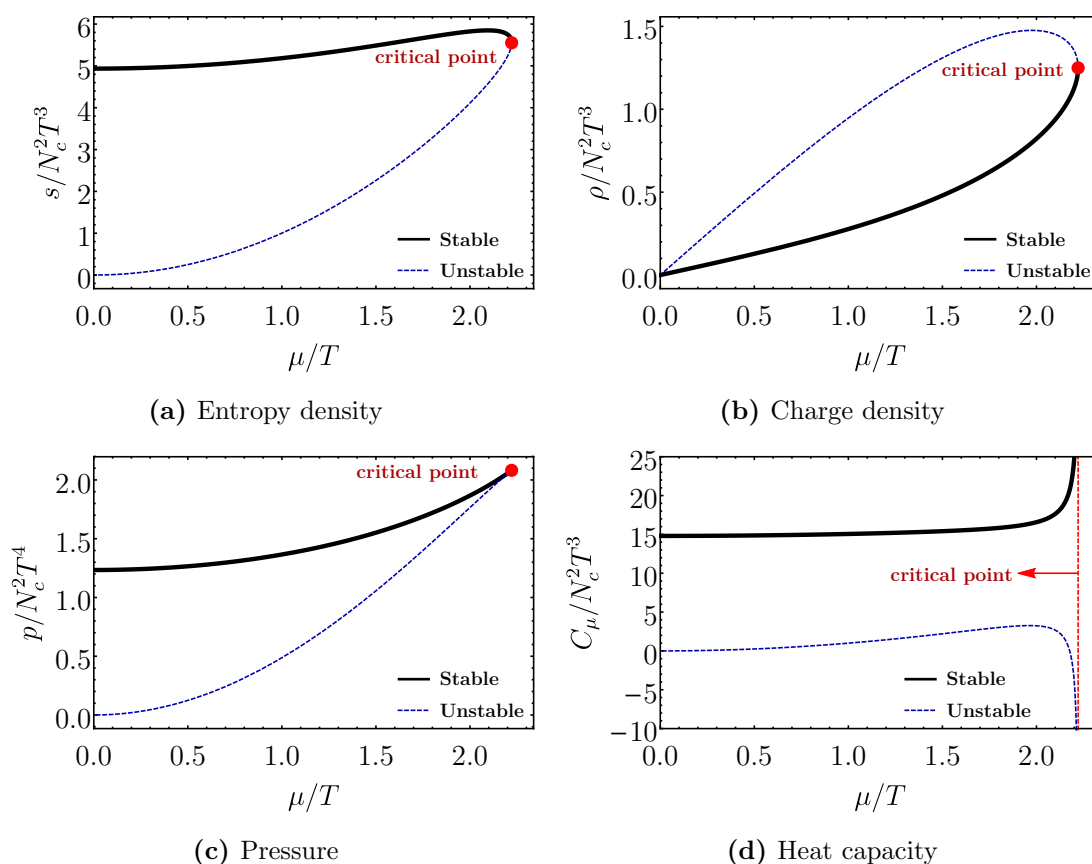 6
5
4
3
2
1
0
s/N_c^2T^3
critical point
Stable
Unstable
0.0 0.5 1.0 1.5 2.0
μ/T
(a) Entropy density
1.5
1.0
0.5
0.0
ρ/N_c^2T^3
critical point
Stable
Unstable
0.0 0.5 1.0 1.5 2.0
μ/T
(b) Charge density
2.0
1.5
1.0
0.5
0.0
p/N_c^2T^4
critical point
Stable
Unstable
0.0 0.5 1.0 1.5 2.0
μ/T
(c) Pressure
25
20
15
10
5
0
−5
−10
C_μ/N_c^2T^3
critical point
Stable
Unstable
0.0 0.5 1.0 1.5 2.0
μ/T
(d) Heat capacity